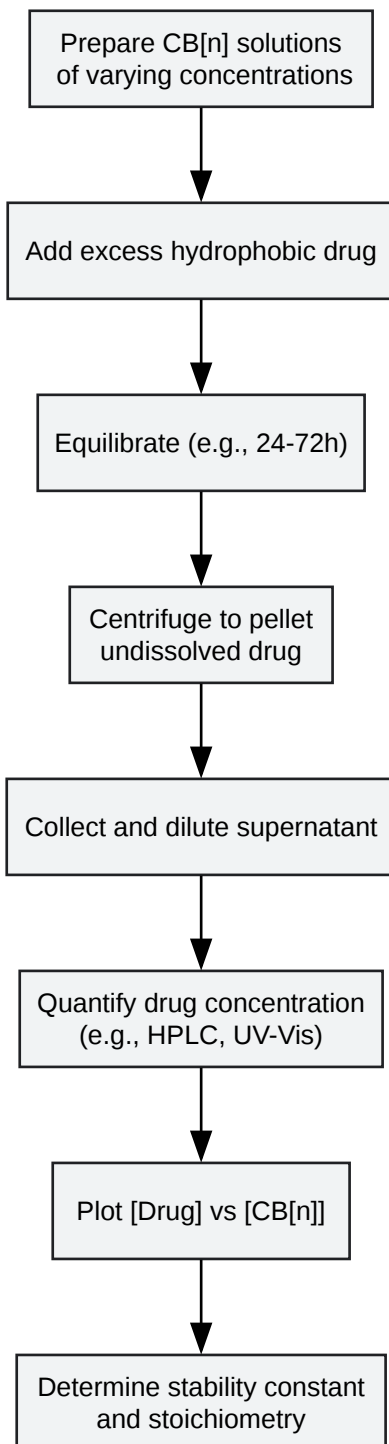 Prepare CB[n] solutions
of varying concentrations
Add excess hydrophobic drug
Equilibrate (e.g., 24-72h)
Centrifuge to pellet
undissolved drug
Collect and dilute supernatant
Quantify drug concentration
(e.g., HPLC, UV-Vis)
Plot [Drug] vs [CB[n]]
Determine stability constant
and stoichiometry